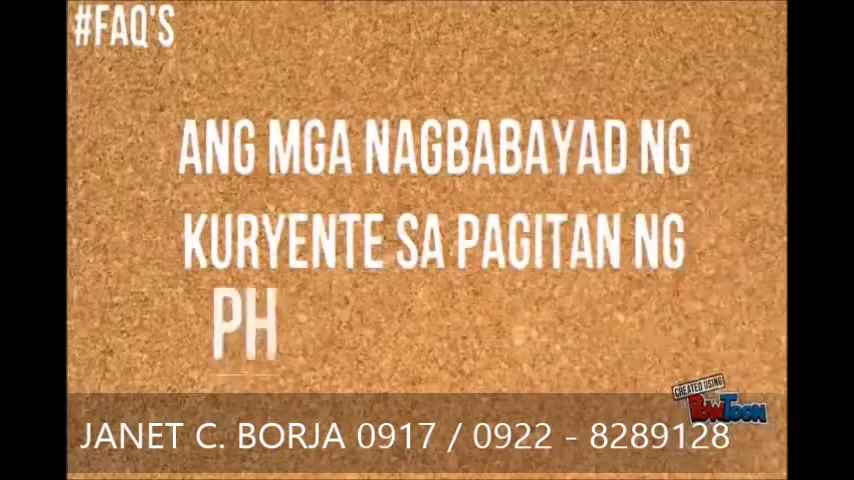 #FAQ'S
ANG MGA NAGBABAYAD NG
KURYENTE SA PAGITAN NG
PH
CREATED USING
POWTOON
JANET C. BORJA 0917 / 0922 - 8289128